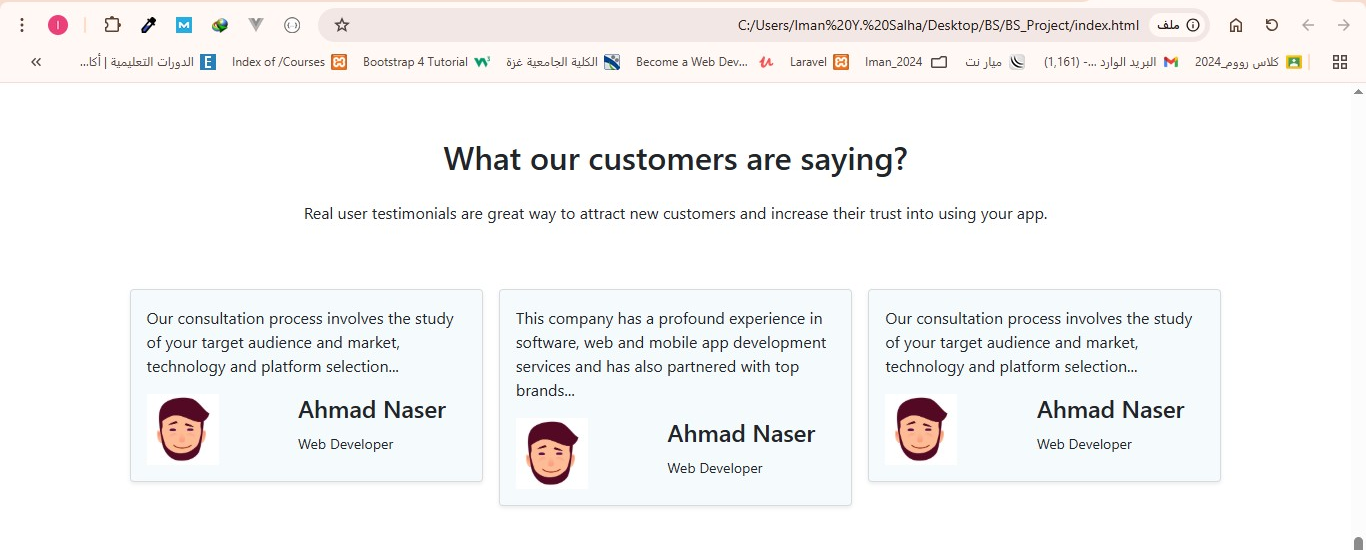 C:/Users/Iman%20Y.%20Salha/Desktop/BS/BS_Project/index.html ملف
كلاس رووم_2024
البريد الوارد -... (1,161)
ميار نت
Iman_2024
Laravel
Become a Web Dev...
الكلية الجامعية غزة
Bootstrap 4 Tutorial
Index of /Courses
الدورات التعليمية | أكا...
What our customers are saying?
Real user testimonials are great way to attract new customers and increase their trust into using your app.
Our consultation process involves the study
of your target audience and market,
technology and platform selection...
Ahmad Naser
Web Developer
This company has a profound experience in
software, web and mobile app development
services and has also partnered with top
brands...
Ahmad Naser
Web Developer
Our consultation process involves the study
of your target audience and market,
technology and platform selection...
Ahmad Naser
Web Developer